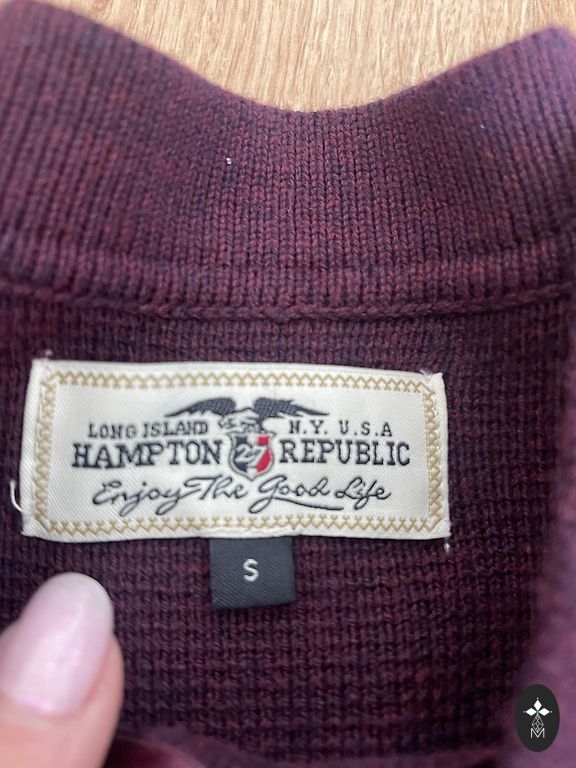 LONG ISLAND N.Y. U.S.A
HAMPTON 27 REPUBLIC
Enjoy The Good Life
S
M